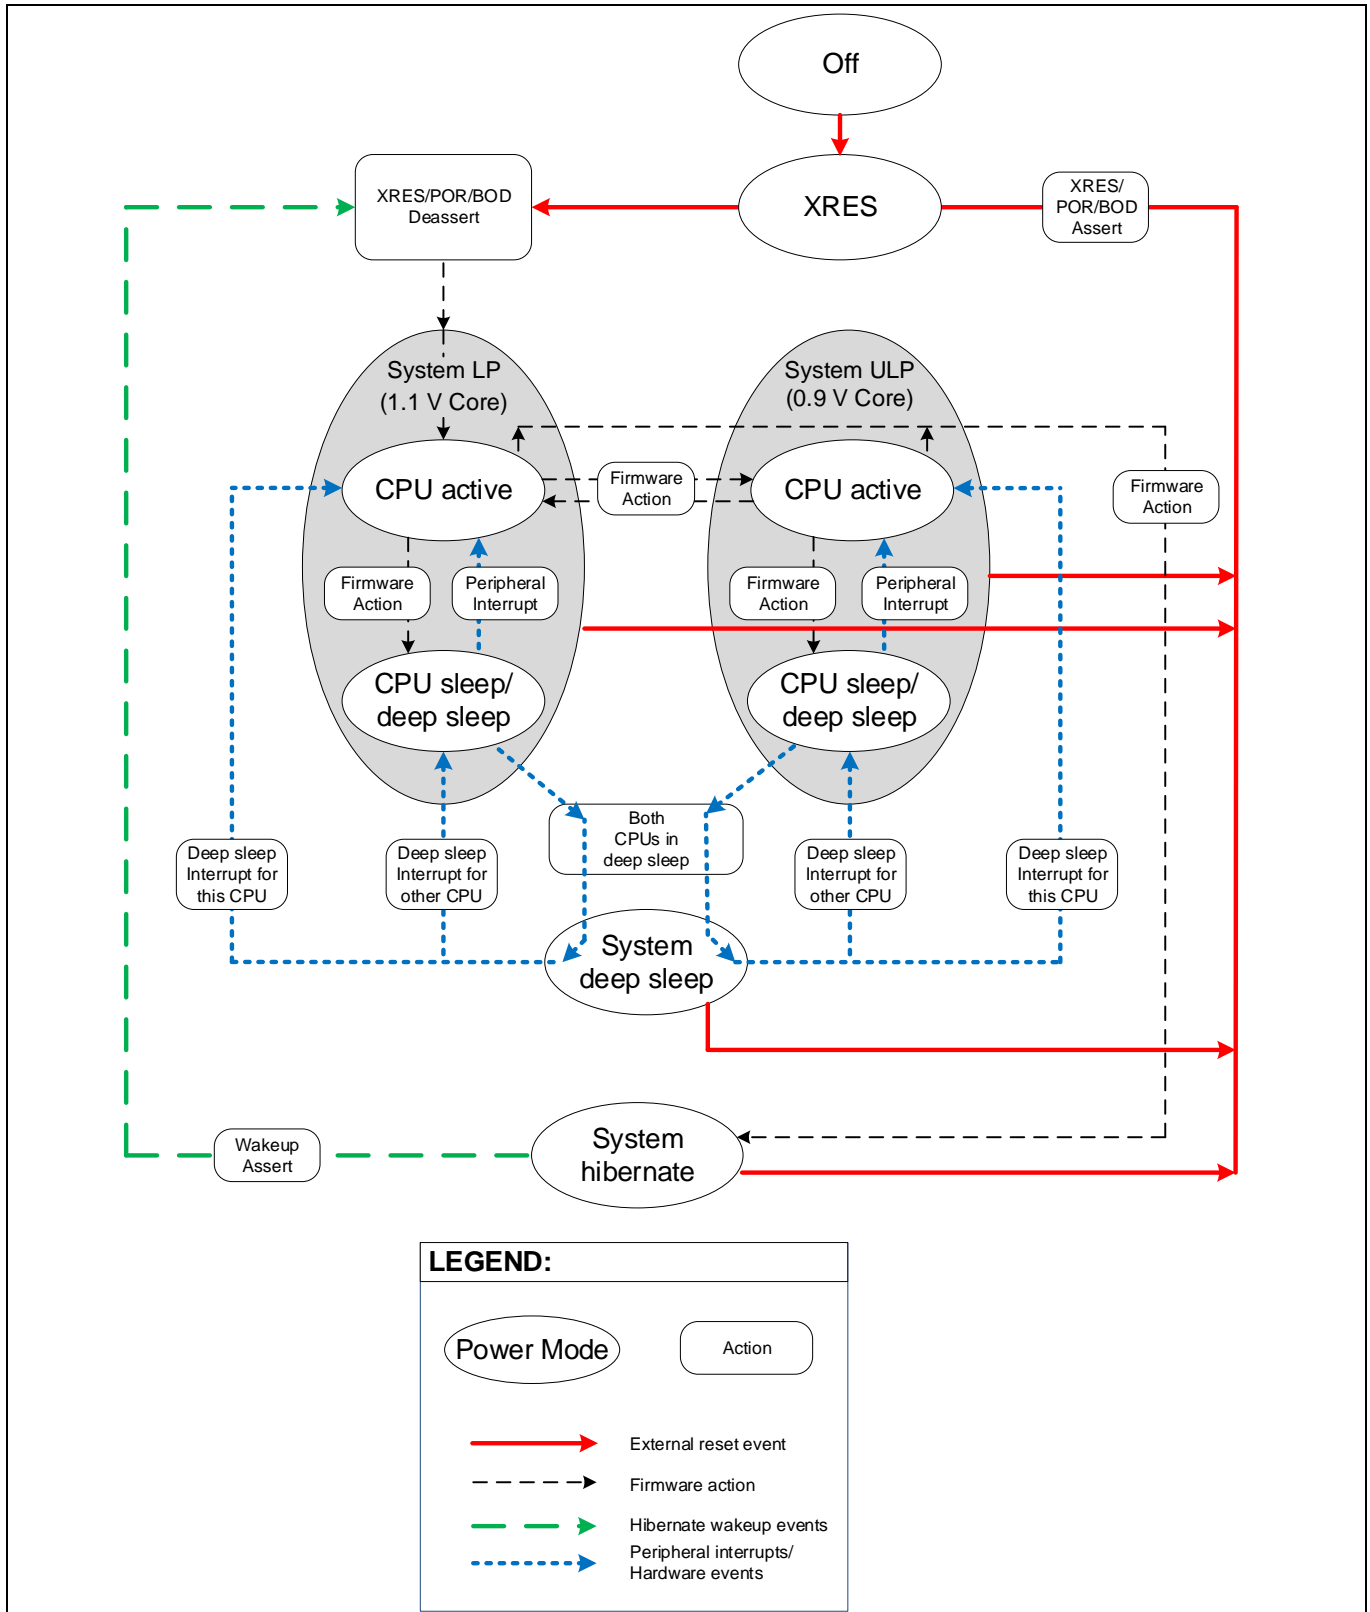 Off
XRES/POR/BOD
Deassert
XRES
XRES/
POR/BOD
Assert
System LP
(1.1 V Core)
System ULP
(0.9 V Core)
CPU active
Firmware
Action
CPU active
Firmware
Action
Firmware
Action
Peripheral
Interrupt
Firmware
Action
Peripheral
Interrupt
CPU sleep/
deep sleep
CPU sleep/
deep sleep
Both
CPUs in
deep sleep
Deep sleep
Interrupt for
this CPU
Deep sleep
Interrupt for
other CPU
Deep sleep
Interrupt for
other CPU
Deep sleep
Interrupt for
this CPU
System
deep sleep
Wakeup
Assert
System
hibernate
LEGEND:
Power Mode
Action
External reset event
Firmware action
Hibernate wakeup events
Peripheral interrupts/
Hardware events